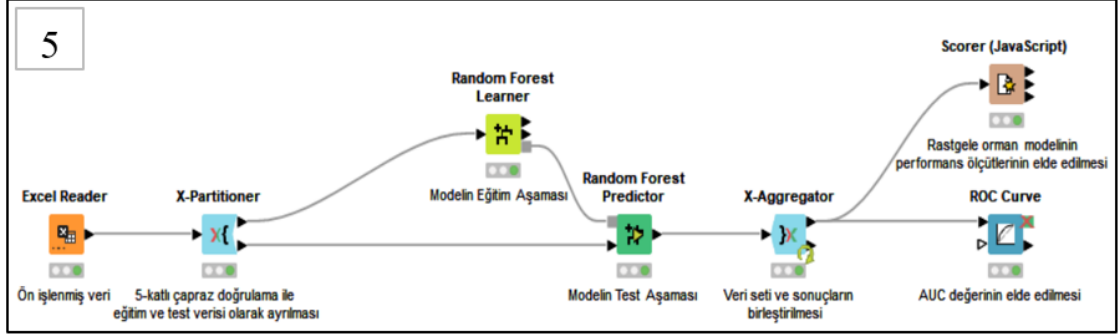 5
Scorer (JavaScript)
Rastgele orman modelinin
performans ölçütlerinin elde edilmesi
Random Forest
Learner
Modelin Eğitim Aşaması
Excel Reader
Ön işlenmiş veri
X-Partitioner
5-katlı çapraz doğrulama ile
eğitim ve test verisi olarak ayrılması
Random Forest
Predictor
Modelin Test Aşaması
X-Aggregator
Veri seti ve sonuçların
birleştirilmesi
ROC Curve
AUC değerinin elde edilmesi